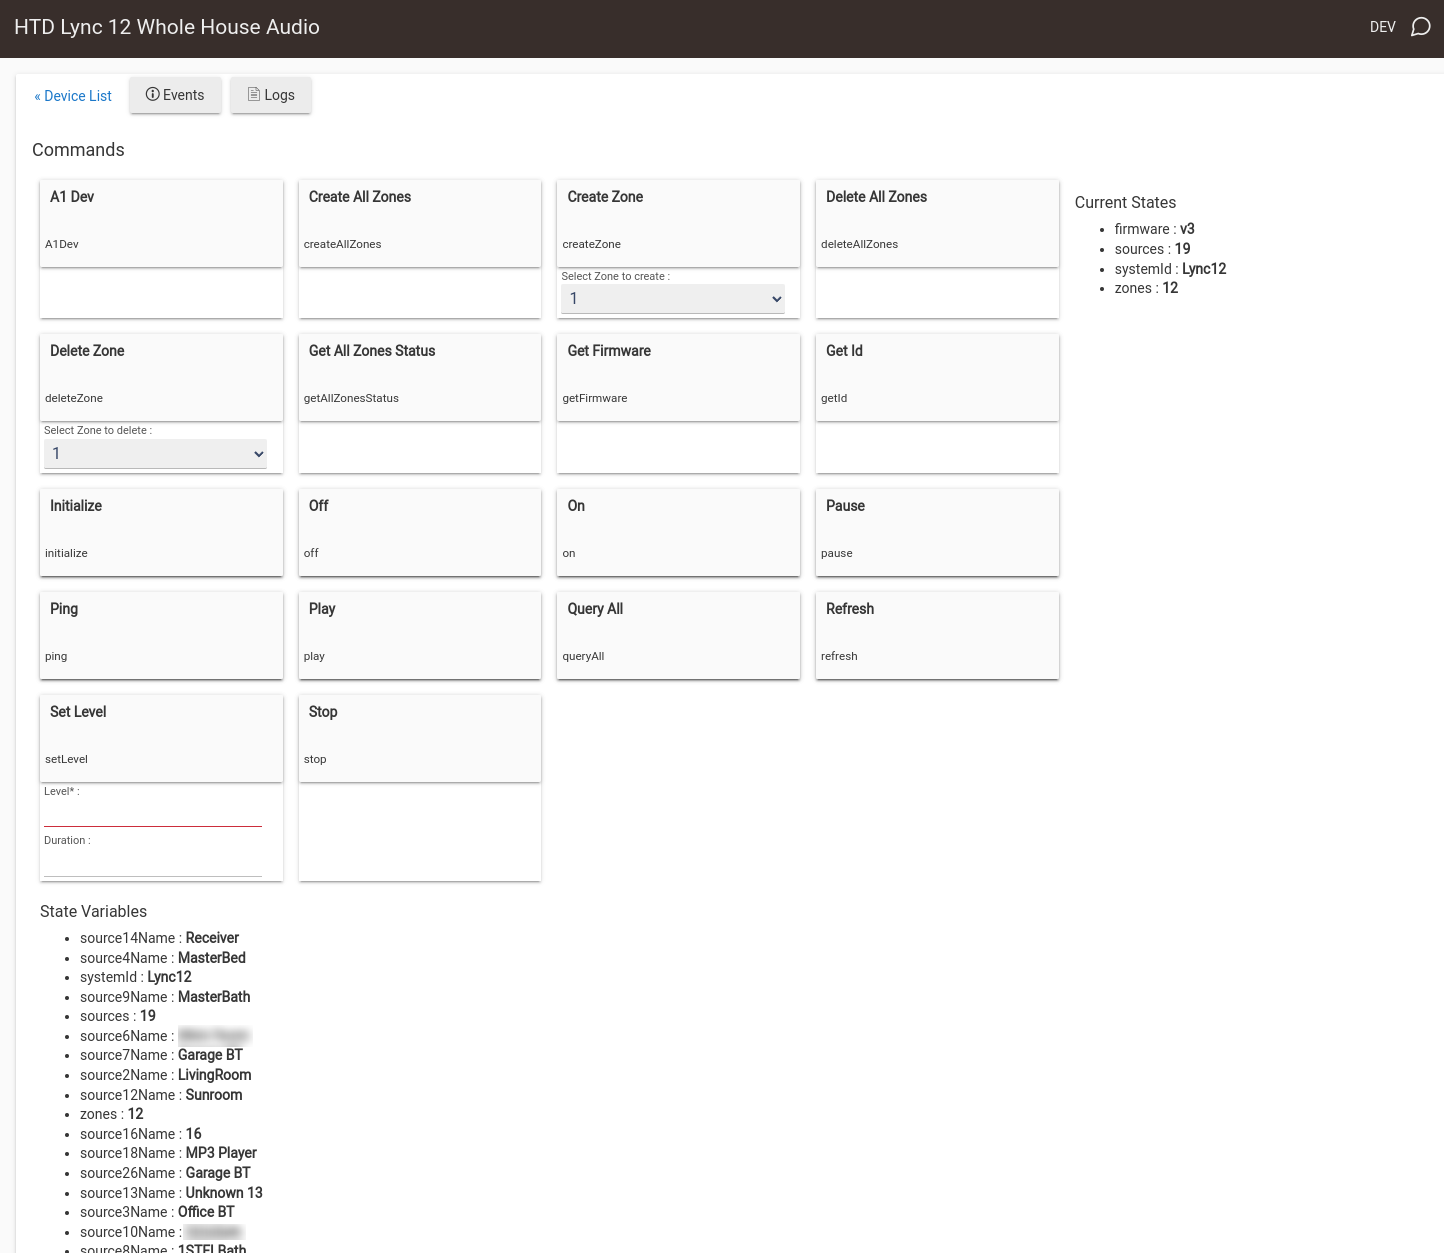 HTD Lync 12 Whole House Audio
DEV
« Device List
Events
Logs
Commands
A1 Dev
A1Dev
Create All Zones
createAllZones
Create Zone
createZone
Select Zone to create :
1
Delete All Zones
deleteAllZones
Current States
firmware : v3
sources : 19
systemId : Lync12
zones : 12
Delete Zone
deleteZone
Select Zone to delete :
1
Get All Zones Status
getAllZonesStatus
Get Firmware
getFirmware
Get Id
getId
Initialize
initialize
Off
off
On
on
Pause
pause
Ping
ping
Play
play
Query All
queryAll
Refresh
refresh
Set Level
setLevel
Level* :
Duration :
Stop
stop
State Variables
source14Name : Receiver
source4Name : MasterBed
systemId : Lync12
source9Name : MasterBath
sources : 19
source6Name :
source7Name : Garage BT
source2Name : LivingRoom
source12Name : Sunroom
zones : 12
source16Name : 16
source18Name : MP3 Player
source26Name : Garage BT
source13Name : Unknown 13
source3Name : Office BT
source10Name :
source8Name : 1STFLBath